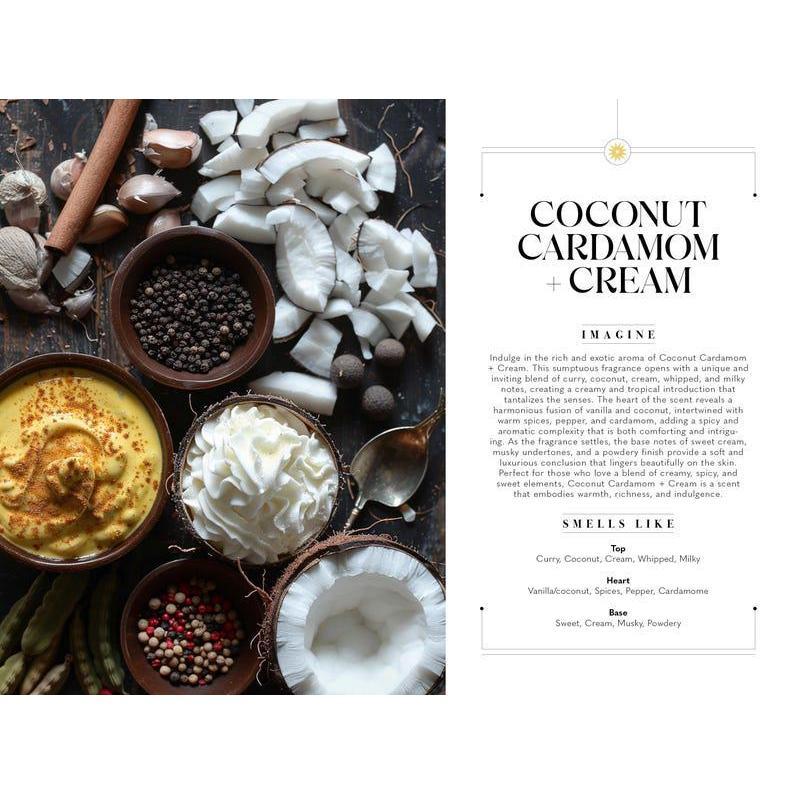 COCONUT
CARDAMOM
+ CREAM
IMAGINE
Indulge in the rich and exotic aroma of Coconut Cardamom
+ Cream. This sumptuous fragrance opens with a unique and
inviting blend of curry, coconut, cream, whipped, and milky
notes, creating a creamy and tropical introduction that
tantalizes the senses. The heart of the scent reveals a
harmonious fusion of vanilla and coconut, intertwined with
warm spices, pepper, and cardamom, adding a spicy and
aromatic complexity that is both comforting and intrigu-
ing. As the fragrance settles, the base notes of sweet cream,
musky undertones, and a powdery finish provide a soft and
luxurious conclusion that lingers beautifully on the skin.
Perfect for those who love a blend of creamy, spicy, and
sweet elements, Coconut Cardamom + Cream is a scent
that embodies warmth, richness, and indulgence.
SMELLS LIKE
Top
Curry, Coconut, Cream, Whipped, Milky
Heart
Vanilla/coconut, Spices, Pepper, Cardamome
Base
Sweet, Cream, Musky, Powdery